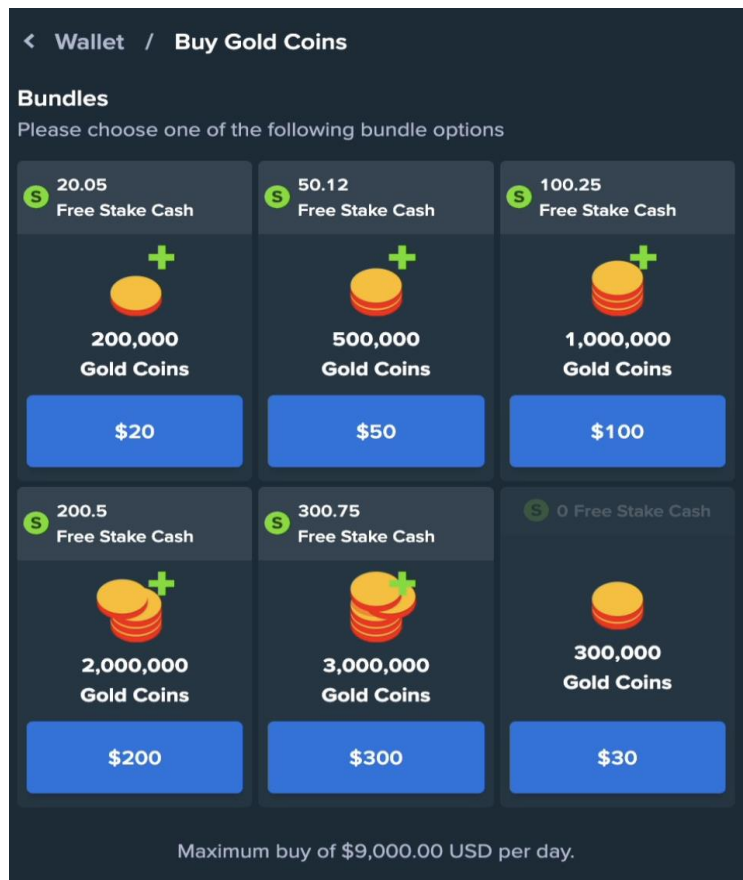 < Wallet / Buy Gold Coins
Bundles
Please choose one of the following bundle options
S 20.05
Free Stake Cash
200,000
Gold Coins
$20
S 50.12
Free Stake Cash
500,000
Gold Coins
$50
S 100.25
Free Stake Cash
1,000,000
Gold Coins
$100
S 200.5
Free Stake Cash
2,000,000
Gold Coins
$200
S 300.75
Free Stake Cash
3,000,000
Gold Coins
$300
S 0 Free Stake Cash
300,000
Gold Coins
$30
Maximum buy of $9,000.00 USD per day.